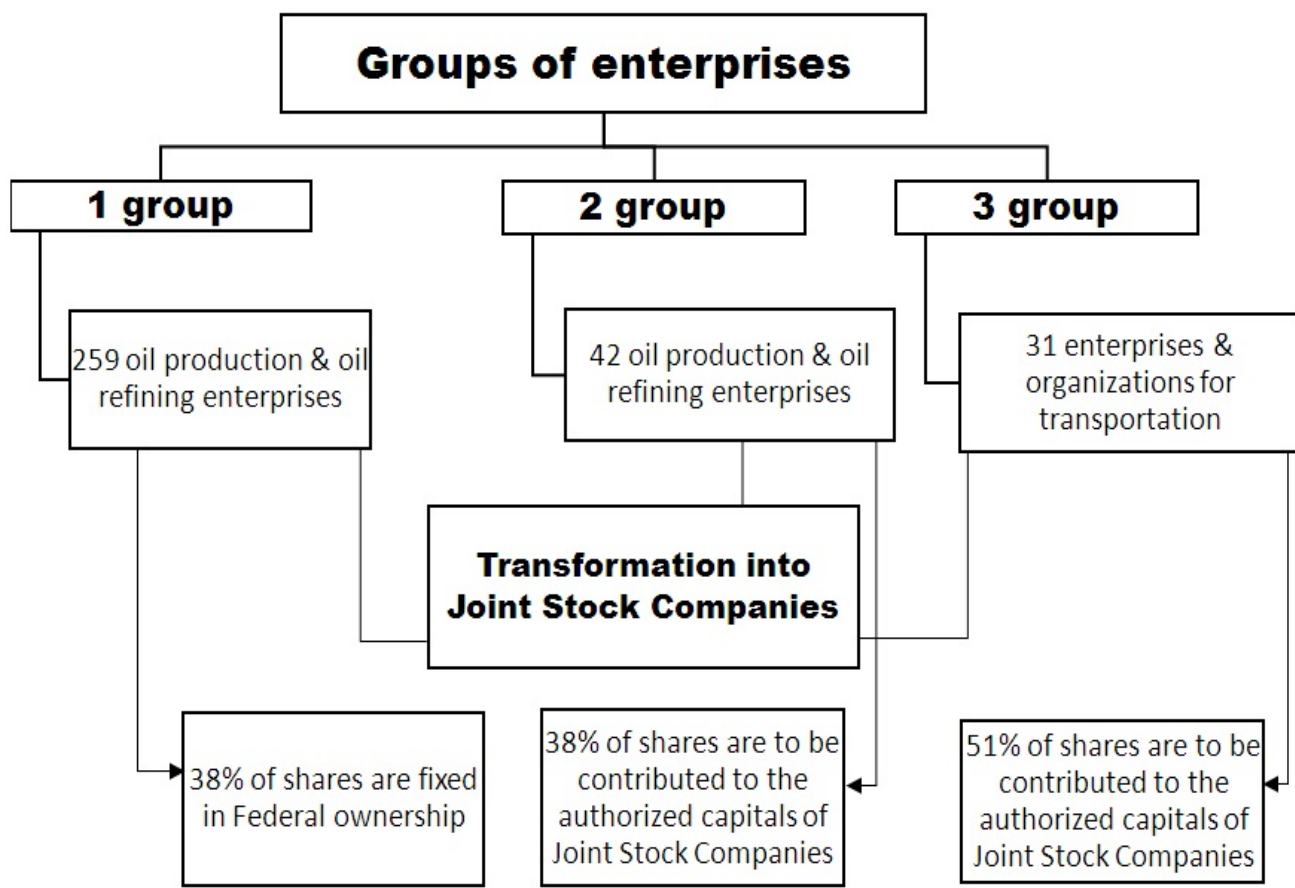 Groups of enterprises
1 group
2 group
3 group
259 oil production & oil
refining enterprises
42 oil production & oil
refining enterprises
31 enterprises &
organizations for
transportation
Transformation into
Joint Stock Companies
38% of shares are fixed
in Federal ownership
38% of shares are to be
contributed to the
authorized capitals of
Joint Stock Companies
51% of shares are to be
contributed to the
authorized capitals of
Joint Stock Companies